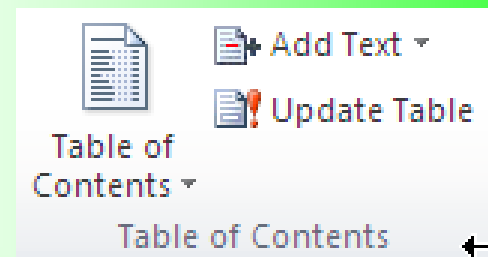 Add Text
Update Table
Table of
Contents
Table of Contents